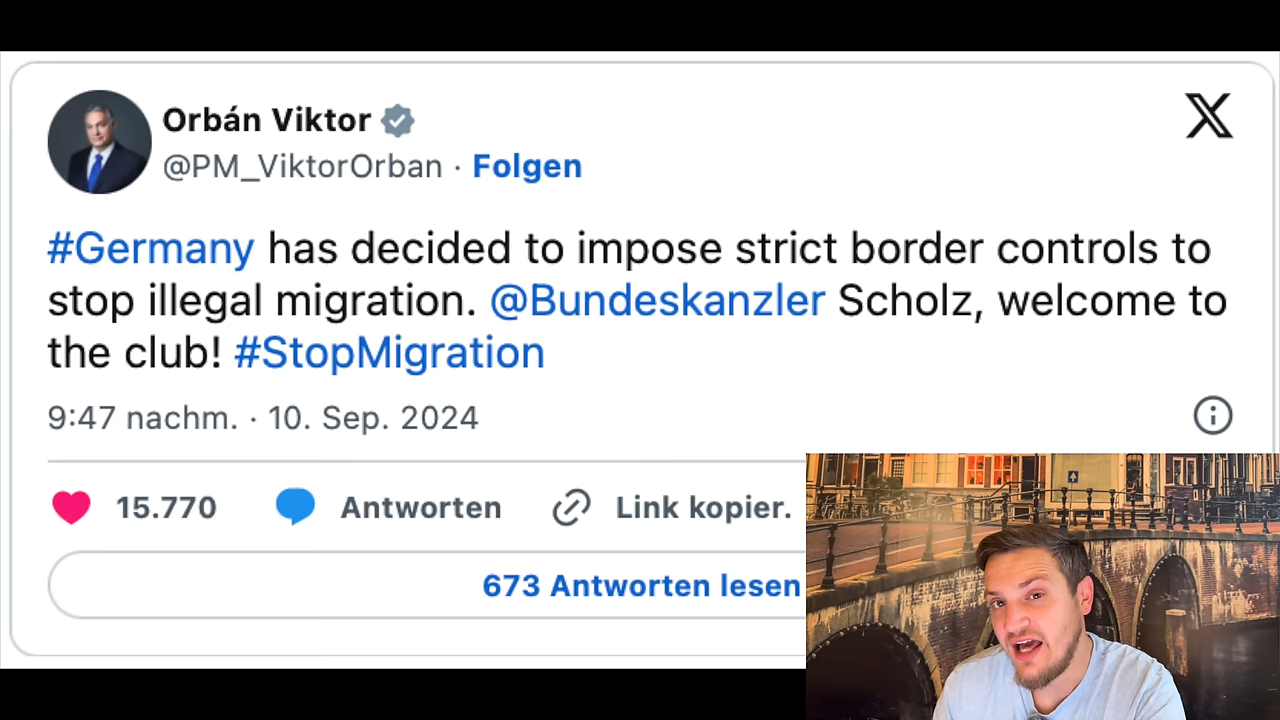 Orbán Viktor
@PM_ViktorOrban · Folgen
#Germany has decided to impose strict border controls to
stop illegal migration. @Bundeskanzler Scholz, welcome to
the club! #StopMigration
9:47 nachm. · 10. Sep. 2024
15.770 Antworten Link kopier.
673 Antworten lesen